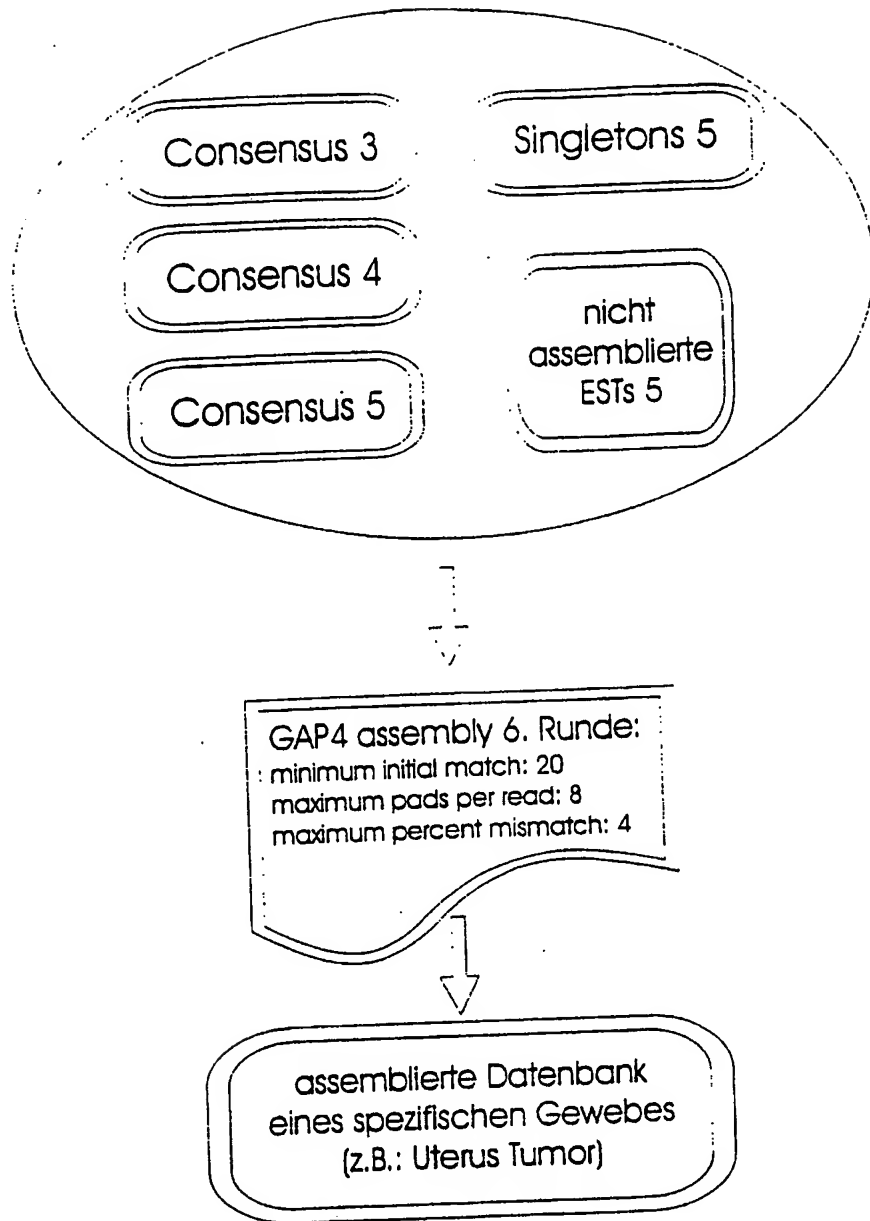 Consensus 3
Singletons 5
Consensus 4
nicht
assemblierte
ESTs 5
Consensus 5
GAP4 assembly 6. Runde:
minimum initial match: 20
maximum pads per read: 8
maximum percent mismatch: 4
assemblierte Datenbank
eines spezifischen Gewebes
(z.B.: Uterus Tumor)